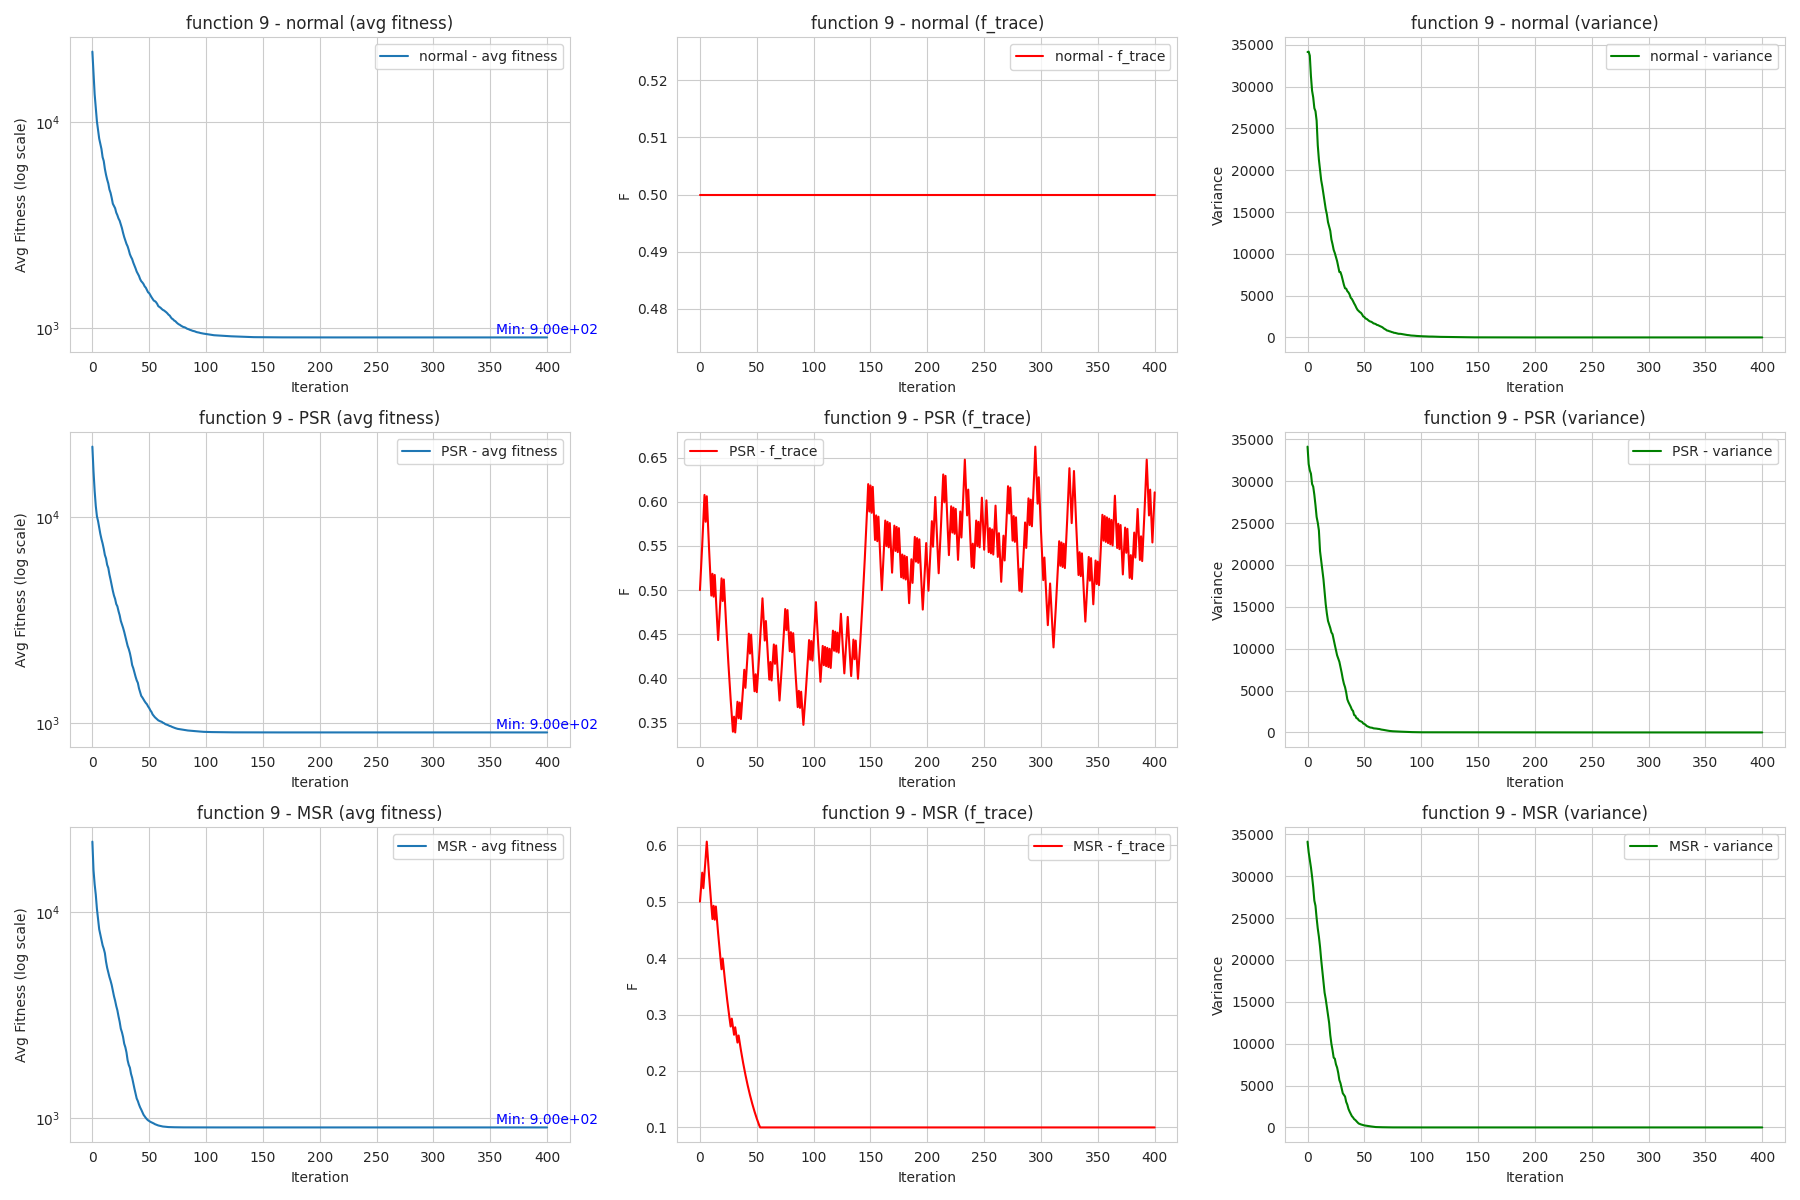 function 9 - normal (avg fitness)
normal - avg fitness
Avg Fitness (log scale)
10^4
10^3
Min: 9.00e+02
0 50 100 150 200 250 300 350 400
Iteration
function 9 - normal (f_trace)
normal - f_trace
F
0.52
0.51
0.50
0.49
0.48
0 50 100 150 200 250 300 350 400
Iteration
function 9 - normal (variance)
normal - variance
Variance
35000
30000
25000
20000
15000
10000
5000
0
0 50 100 150 200 250 300 350 400
Iteration
function 9 - PSR (avg fitness)
PSR - avg fitness
Avg Fitness (log scale)
10^4
10^3
Min: 9.00e+02
0 50 100 150 200 250 300 350 400
Iteration
function 9 - PSR (f_trace)
PSR - f_trace
F
0.65
0.60
0.55
0.50
0.45
0.40
0.35
0 50 100 150 200 250 300 350 400
Iteration
function 9 - PSR (variance)
PSR - variance
Variance
35000
30000
25000
20000
15000
10000
5000
0
0 50 100 150 200 250 300 350 400
Iteration
function 9 - MSR (avg fitness)
MSR - avg fitness
Avg Fitness (log scale)
10^4
10^3
Min: 9.00e+02
0 50 100 150 200 250 300 350 400
Iteration
function 9 - MSR (f_trace)
MSR - f_trace
F
0.6
0.5
0.4
0.3
0.2
0.1
0 50 100 150 200 250 300 350 400
Iteration
function 9 - MSR (variance)
MSR - variance
Variance
35000
30000
25000
20000
15000
10000
5000
0
0 50 100 150 200 250 300 350 400
Iteration